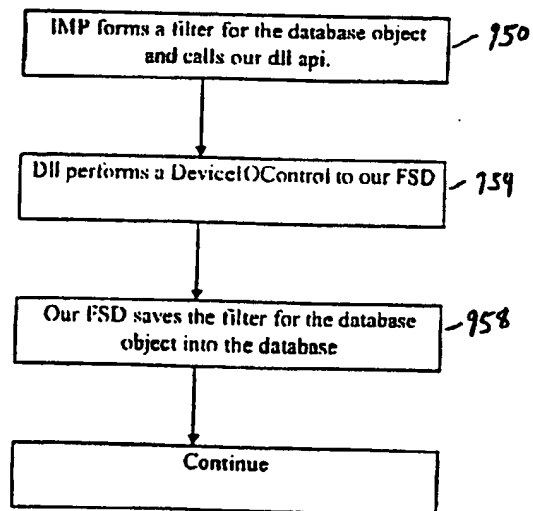 IMP forms a filter for the database object
and calls our dll api.
950
Dll performs a DeviceIOControl to our FSD
954
Our FSD saves the filter for the database
object into the database
958
Continue